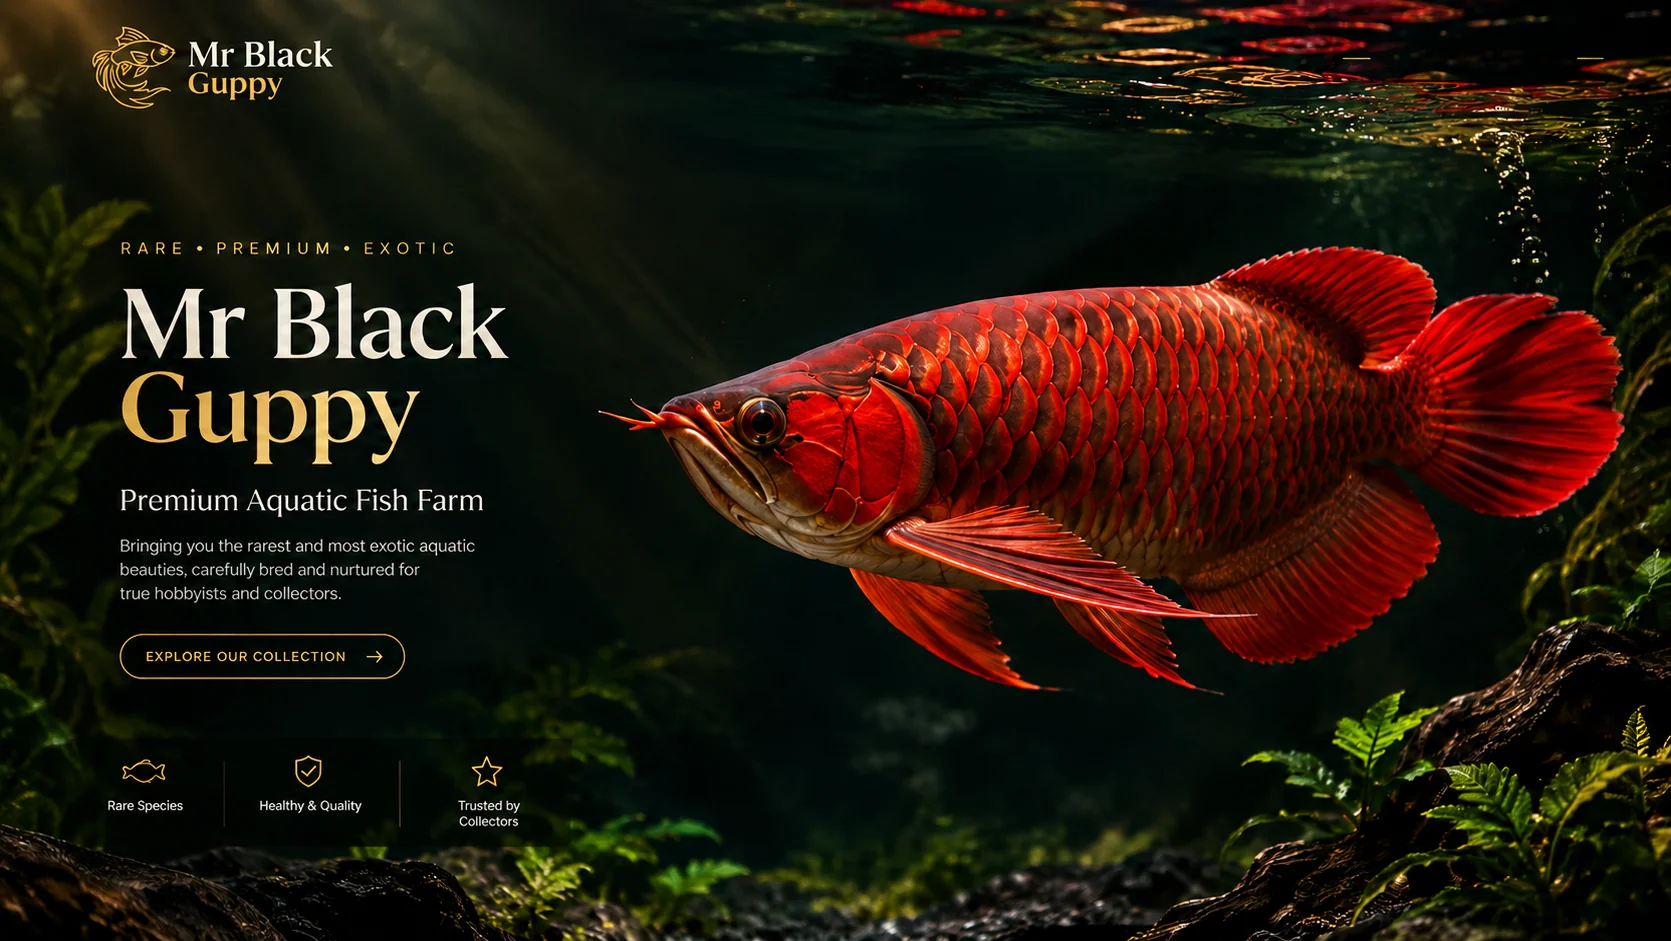 Mr Black
Guppy
RARE • PREMIUM • EXOTIC
Mr Black
Guppy
Premium Aquatic Fish Farm
Bringing you the rarest and most exotic aquatic
beauties, carefully bred and nurtured for
true hobbyists and collectors.
EXPLORE OUR COLLECTION →
Rare Species
Healthy & Quality
Trusted by
Collectors